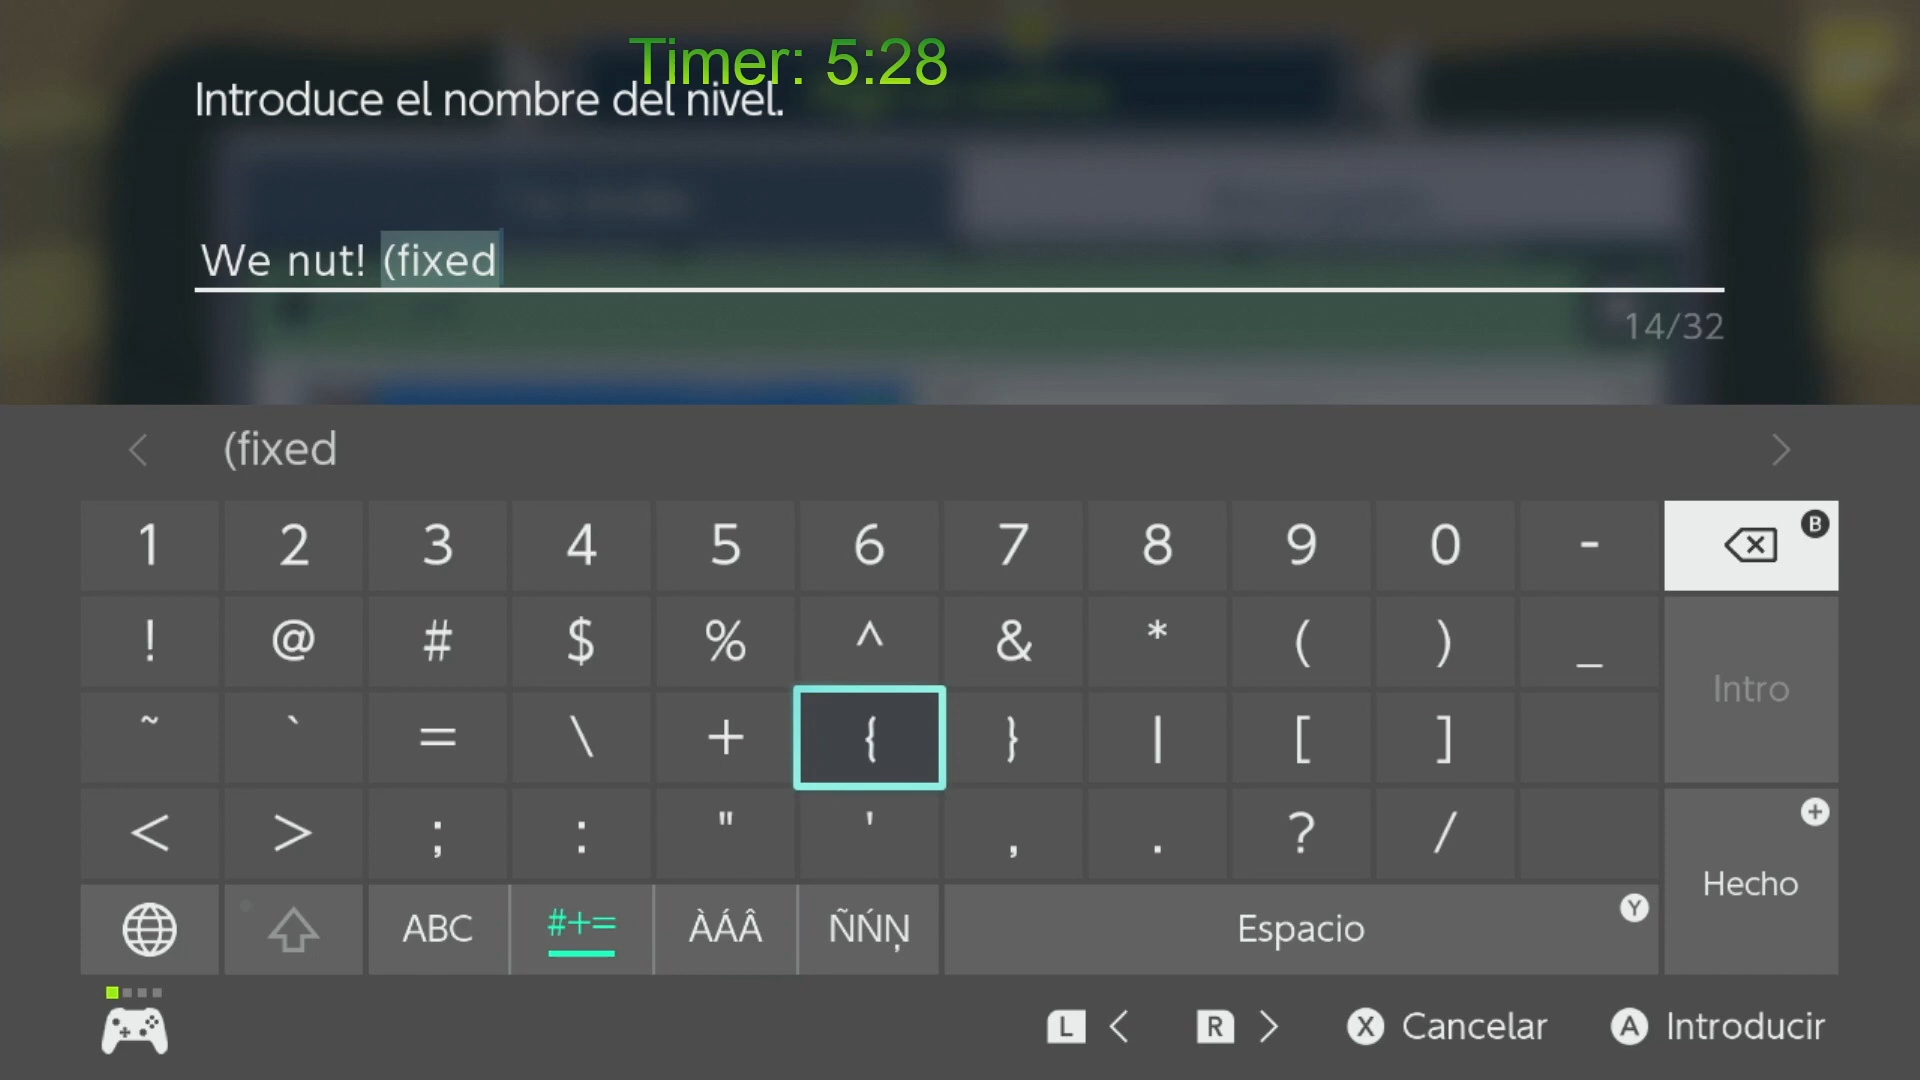 Timer: 5:28
Introduce el nombre del nivel.
We nut! (fixed
14/32
(fixed
1 2 3 4 5 6 7 8 9 0 - B
! @ # $ % ^ & * ( ) _ Intro
~ ` = \ + { } | [ ]
< > ; : " ' , . ? / + Hecho
ABC #+= ÀÁÂ ÑŃŅ Espacio Y
L < R > X Cancelar A Introducir